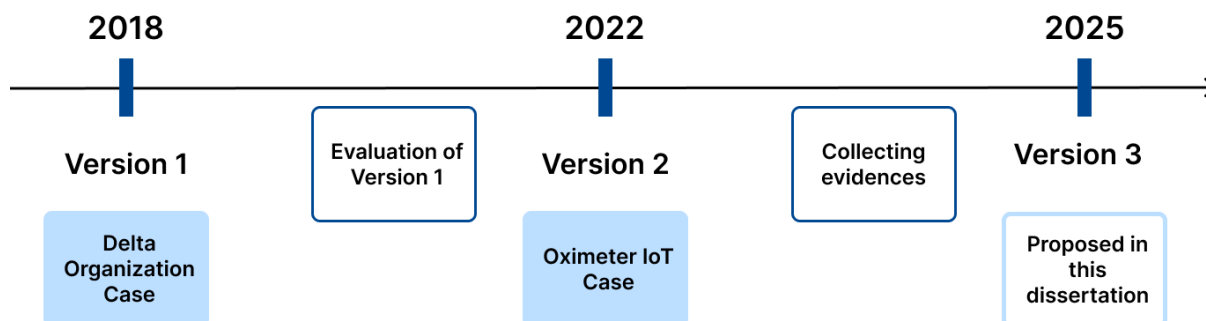 2018
2022
2025
Version 1
Evaluation of
Version 1
Version 2
Collecting
evidences
Version 3
Delta
Organization
Case
Oximeter IoT
Case
Proposed in
this
dissertation